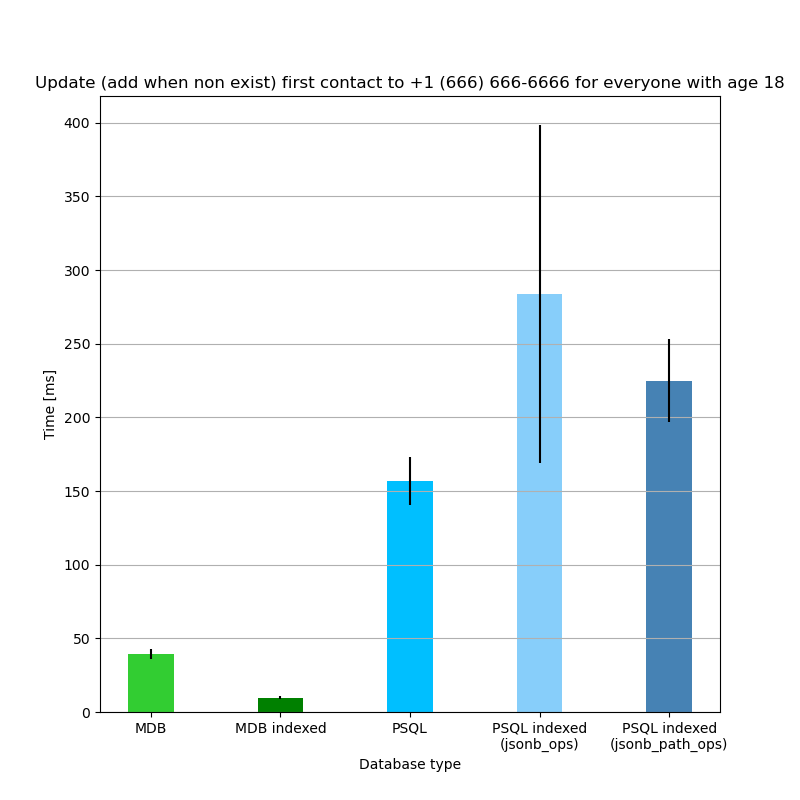 Update (add when non exist) first contact to +1 (666) 666-6666 for everyone with age 18
400
350
300
250
200
150
100
50
0
Time [ms]
MDB
MDB indexed
PSQL
PSQL indexed
(jsonb_ops)
PSQL indexed
(jsonb_path_ops)
Database type